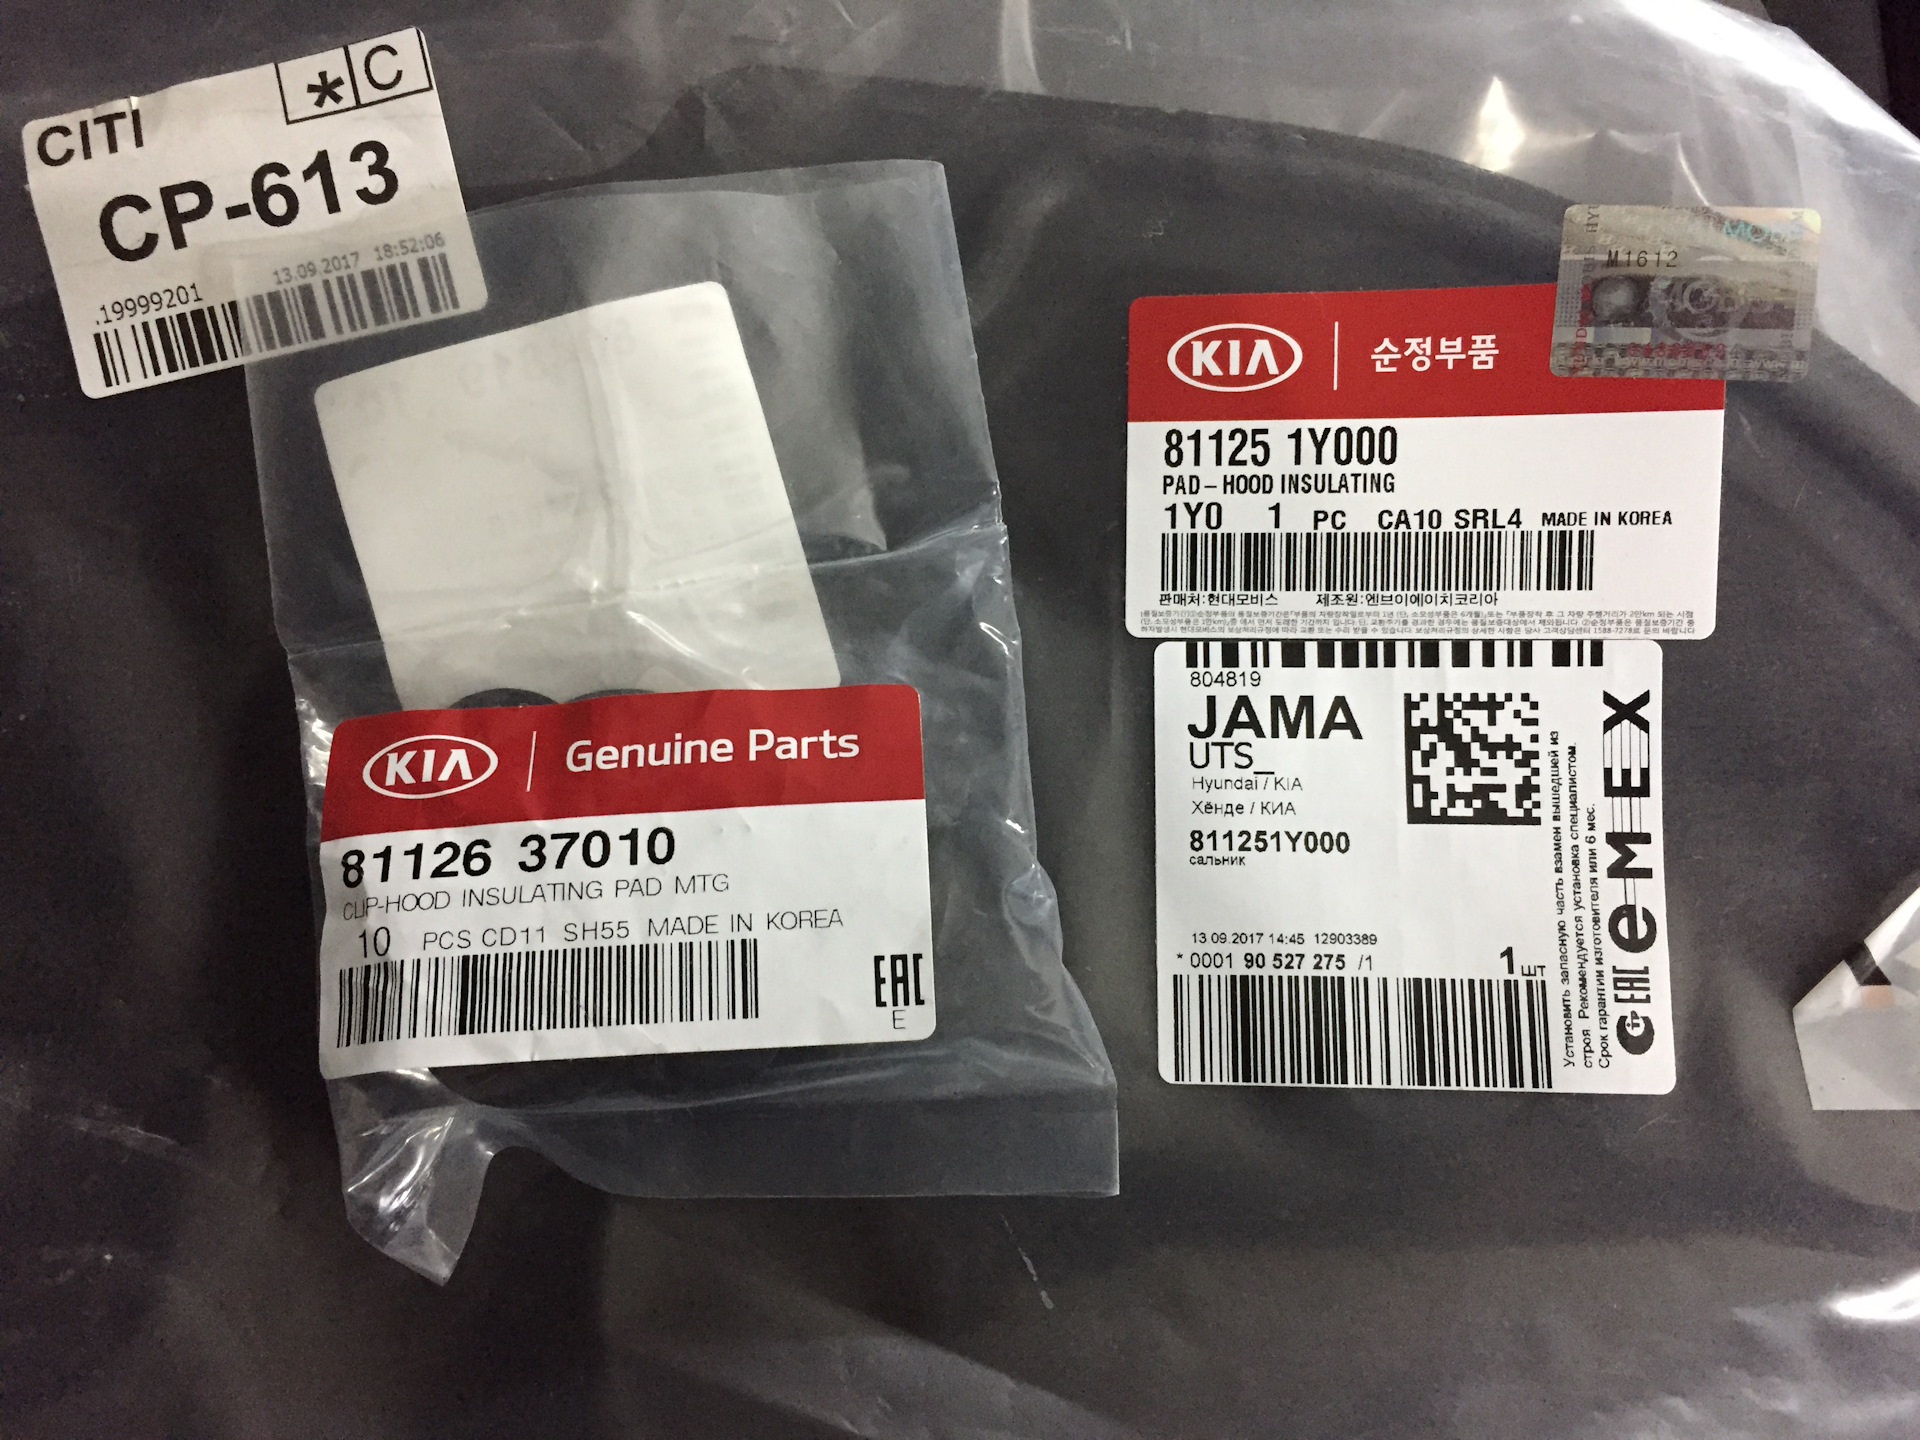 CITI
* C
CP-613
13.09.2017 18:52:06
.19999201
KIA Genuine Parts
81126 37010
CLIP-HOOD INSULATING PAD MTG
10 PCS CD11 SH55 MADE IN KOREA
EAC
E
M1612
KIA 순정부품
81125 1Y000
PAD-HOOD INSULATING
1Y0 1 PC CA10 SRL4 MADE IN KOREA
판매처:현대모비스 제조원:엔브이에이치코리아
804819
JAMA
UTS_
Hyundai / KIA
Хёнде / КИА
811251Y000
сальник
13 09.2017 14:45 12903389
* 0001 90 527 275 /1
1 шт
Установить запасную часть взамен вышедшей из
строя Рекомендуется установка специалистом.
Срок гарантии изготовителя или 6 мес.
EAC eMEX